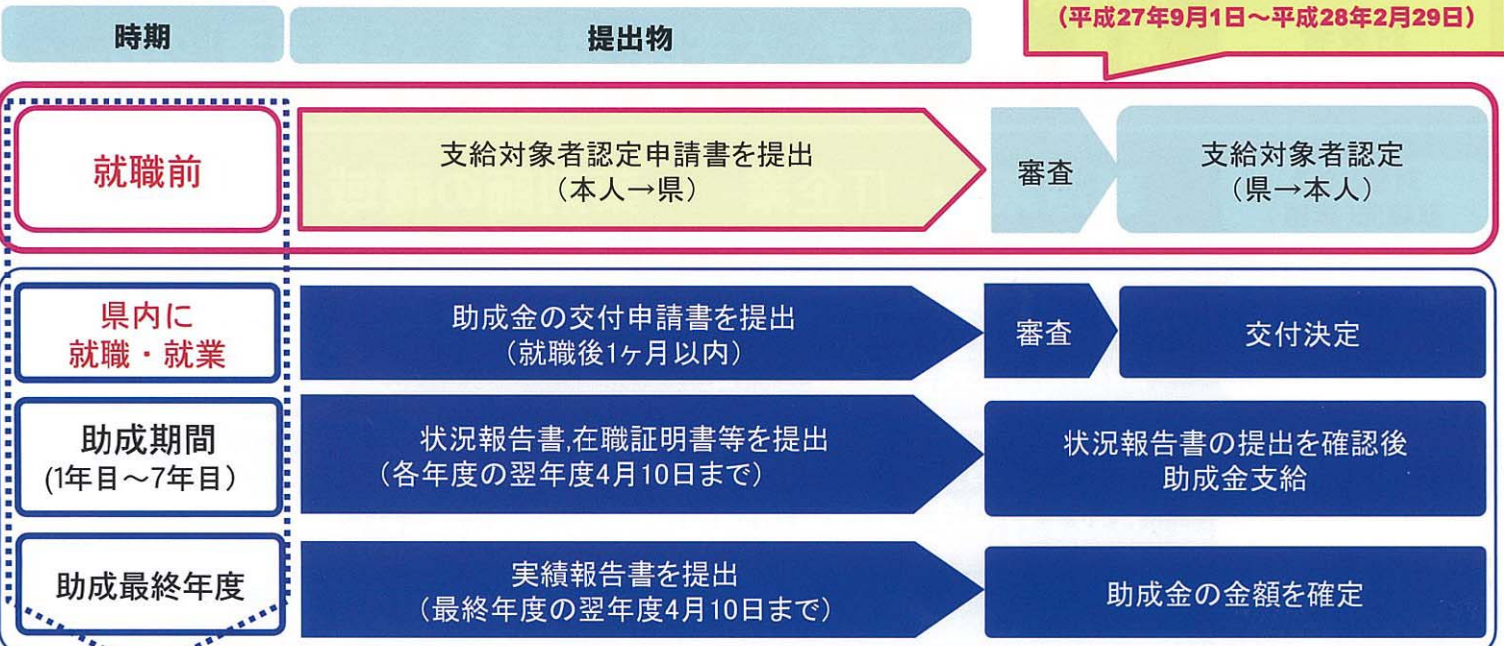 (平成27年9月1日～平成28年2月29日)
時期
提出物
就職前
支給対象者認定申請書を提出
(本人→県)
審査
支給対象者認定
(県→本人)
県内に
就職・就業
助成金の交付申請書を提出
(就職後1ヶ月以内)
審査
交付決定
助成期間
(1年目～7年目)
状況報告書,在職証明書等を提出
(各年度の翌年度4月10日まで)
状況報告書の提出を確認後
助成金支給
助成最終年度
実績報告書を提出
(最終年度の翌年度4月10日まで)
助成金の金額を確定